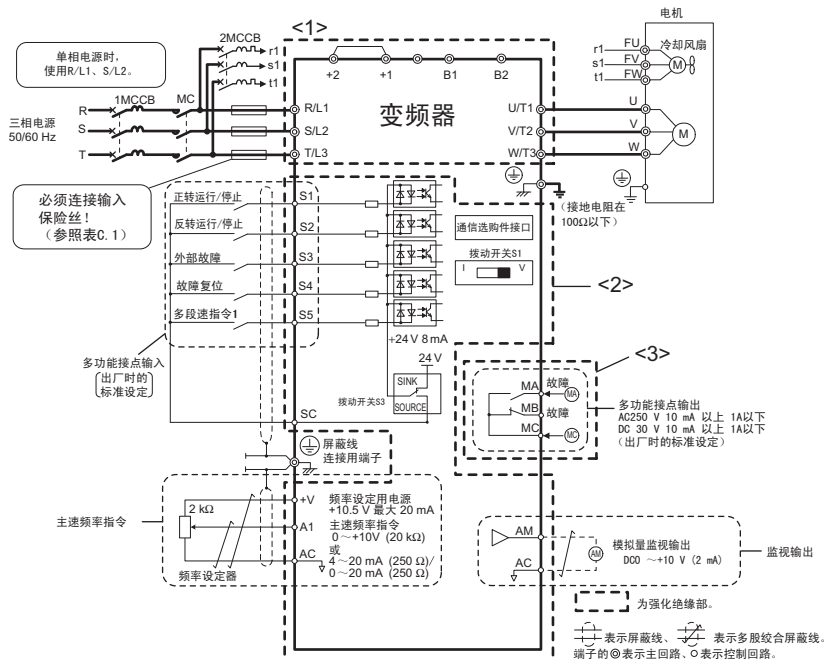 <1>
电机
单相电源时，
使用R/L1、S/L2。
2MCCB
r1
s1
t1
+2
+1
B1
B2
r1
s1
t1
FU
FV
FW
冷却风扇
M
三相电源
50/60 Hz
R
S
T
1MCCB
MC
R/L1
S/L2
T/L3
变频器
U/T1
V/T2
W/T3
U
V
W
M
必须连接输入
保险丝！
（参照表C.1）
（接地电阻在
100Ω以下）
正转运行/停止
S1
反转运行/停止
S2
外部故障
S3
故障复位
S4
多段速指令1
S5
通信选购件接口
拨动开关S1
I
V
<2>
+24 V 8 mA
24 V
多功能接点输入
出厂时的
标准设定
拨动开关S3
SINK
SOURCE
SC
<3>
MA
故障
MA
MB
故障
MC
MC
多功能接点输出
AC250 V 10 mA 以上 1A以下
DC 30 V 10 mA 以上 1A以下
（出厂时的标准设定）
屏蔽线
连接用端子
主速频率指令
2 kΩ
频率设定器
+V
频率设定用电源
+10.5 V 最大 20 mA
A1
主速频率指令
0～+10V (20 kΩ)
或
4～20 mA (250 Ω)/
0～20 mA (250 Ω)
AC
AM
AM
模拟量监视输出
DC0 ～+10 V (2 mA)
AC
监视输出
为强化绝缘部。
表示屏蔽线、
表示多股绞合屏蔽线。
端子的◎表示主回路、○表示控制回路。